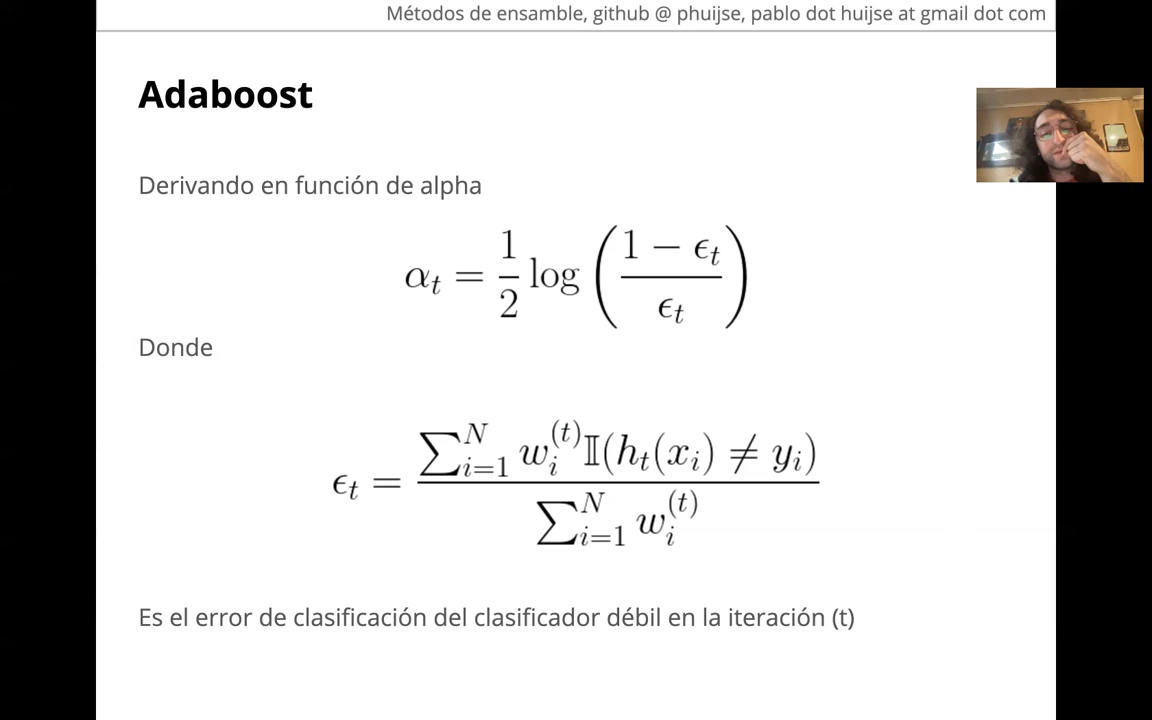 Métodos de ensamble, github @ phuijse, pablo dot huijse at gmail dot com
Adaboost
Derivando en función de alpha
α_t = 1/2 log((1 − ϵ_t)/ϵ_t)
Donde
ϵ_t = (∑_{i=1}^{N} w_i^{(t)} 𝕀(h_t(x_i) ≠ y_i)) / (∑_{i=1}^{N} w_i^{(t)})
Es el error de clasificación del clasificador débil en la iteración (t)